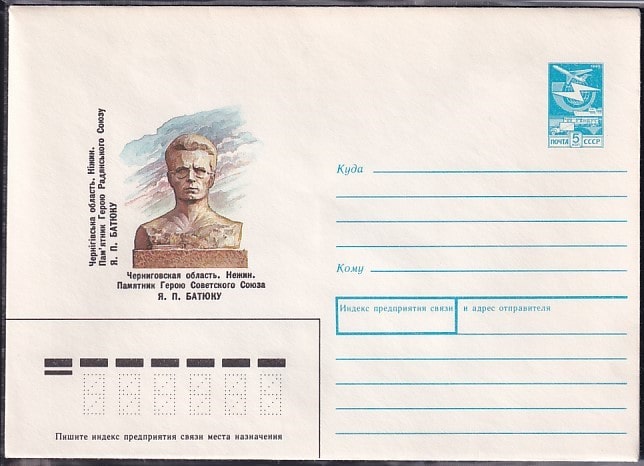 Чернігівська область. Ніжин.
Пам'ятник Герою Радянського Союзу
Я. П. БАТЮКУ
Черниговская область. Нежин.
Памятник Герою Советского Союза
Я. П. БАТЮКУ
ПОЧТА 5 СССР
Куда
Кому
Индекс предприятия связи и адрес отправителя
Пишите индекс предприятия связи места назначения